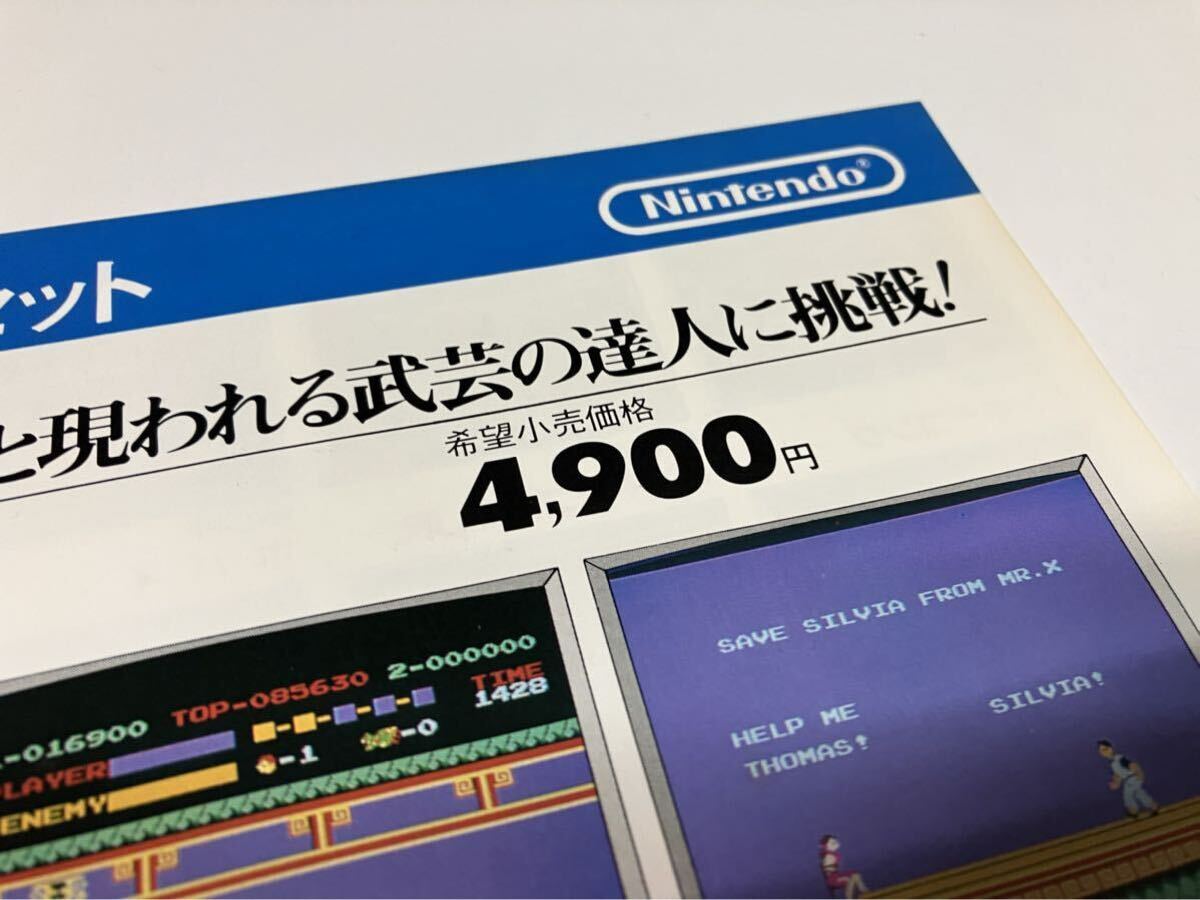 Nintendo®
ット
と現われる武芸の達人に挑戦!
希望小売価格
4,900円
-016900 TOP-085630 2-000000
PLAYER TIME
ENEMY -1 -0 1428
SAVE SILVIA FROM MR.X
HELP ME
THOMAS!
SILVIA!